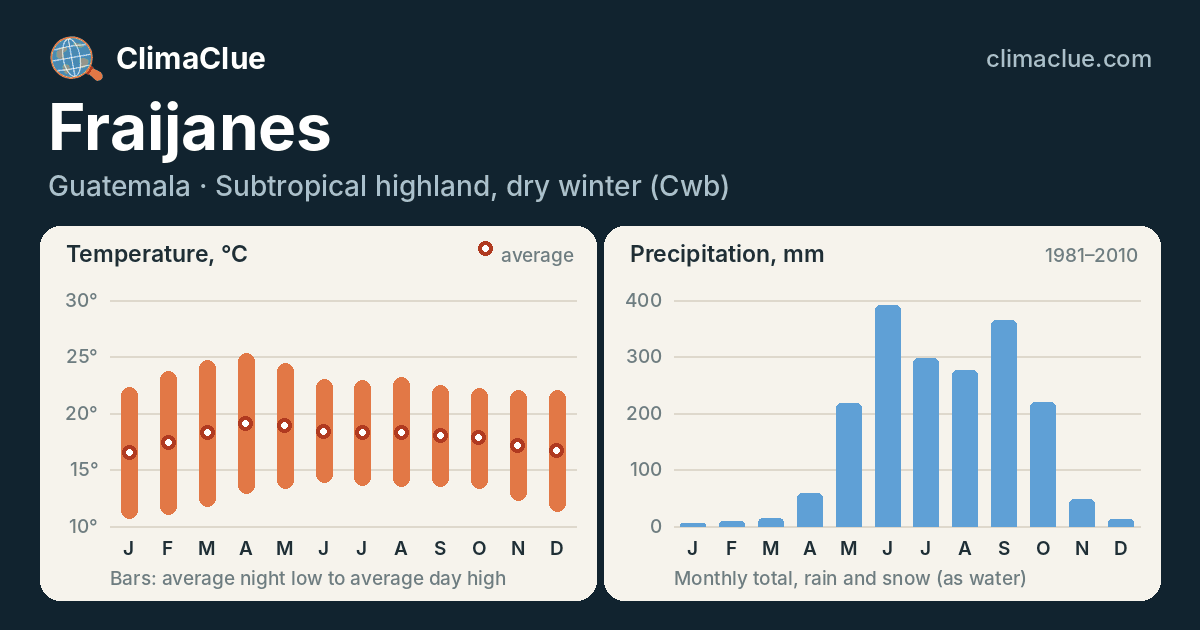 ClimaClue
climaclue.com
Fraijanes
Guatemala · Subtropical highland, dry winter (Cwb)
Temperature, °C
average
30°
25°
20°
15°
10°
J F M A M J J A S O N D
Bars: average night low to average day high
Precipitation, mm
1981–2010
400
300
200
100
0
J F M A M J J A S O N D
Monthly total, rain and snow (as water)